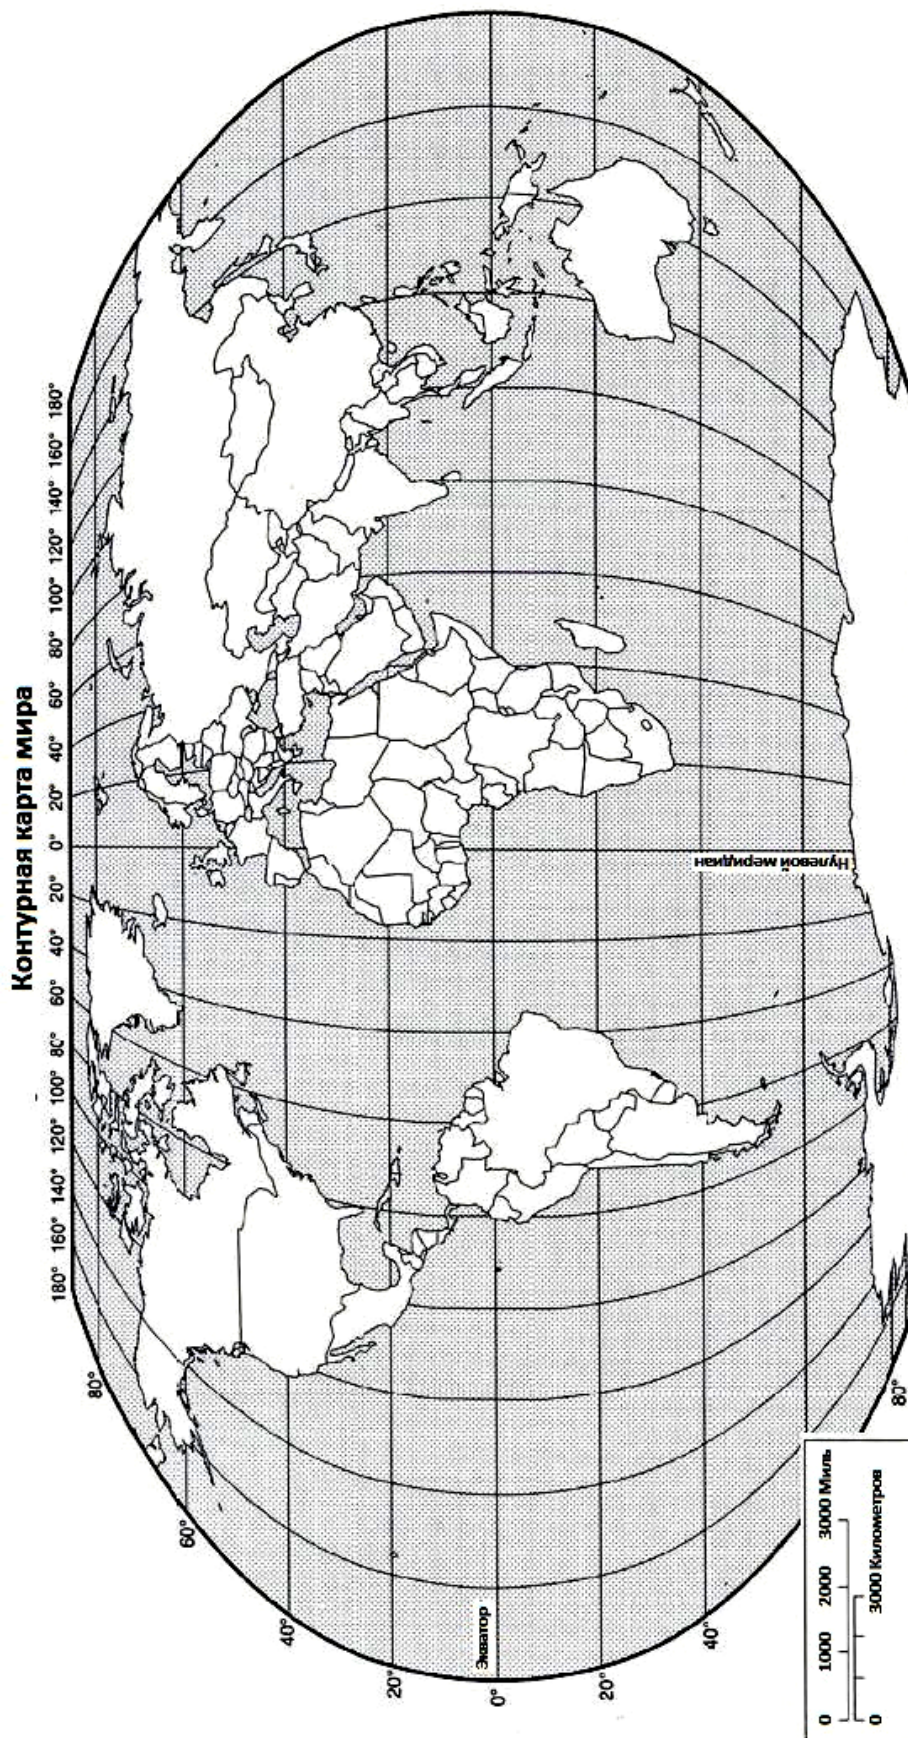 Контурная карта мира
180° 160° 140° 120° 100° 80° 60° 40° 20° 0° 20° 40° 60° 80° 100° 120° 140° 160° 180°
80°
60°
40°
20°
Экватор
0°
20°
40°
Нулевой меридиан
80°
0 1000 2000 3000 Миль
0 3000 Километров